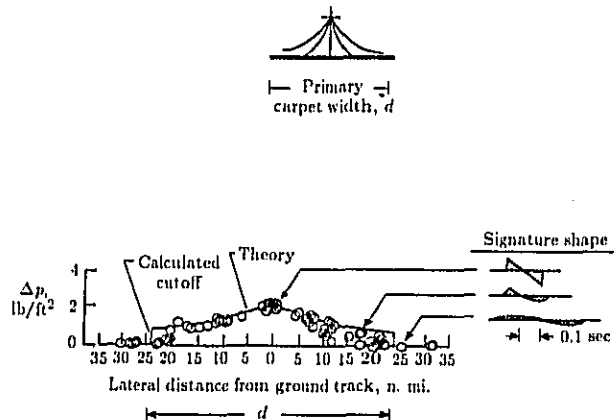 Primary
carpet width, d
Signature shape
Calculated
cutoff
Theory
Δp,
lb/ft²
4
2
0
0.1 sec
35 30 25 20 15 10 5 0 5 10 15 20 25 30 35
Lateral distance from ground track, n. mi.
d